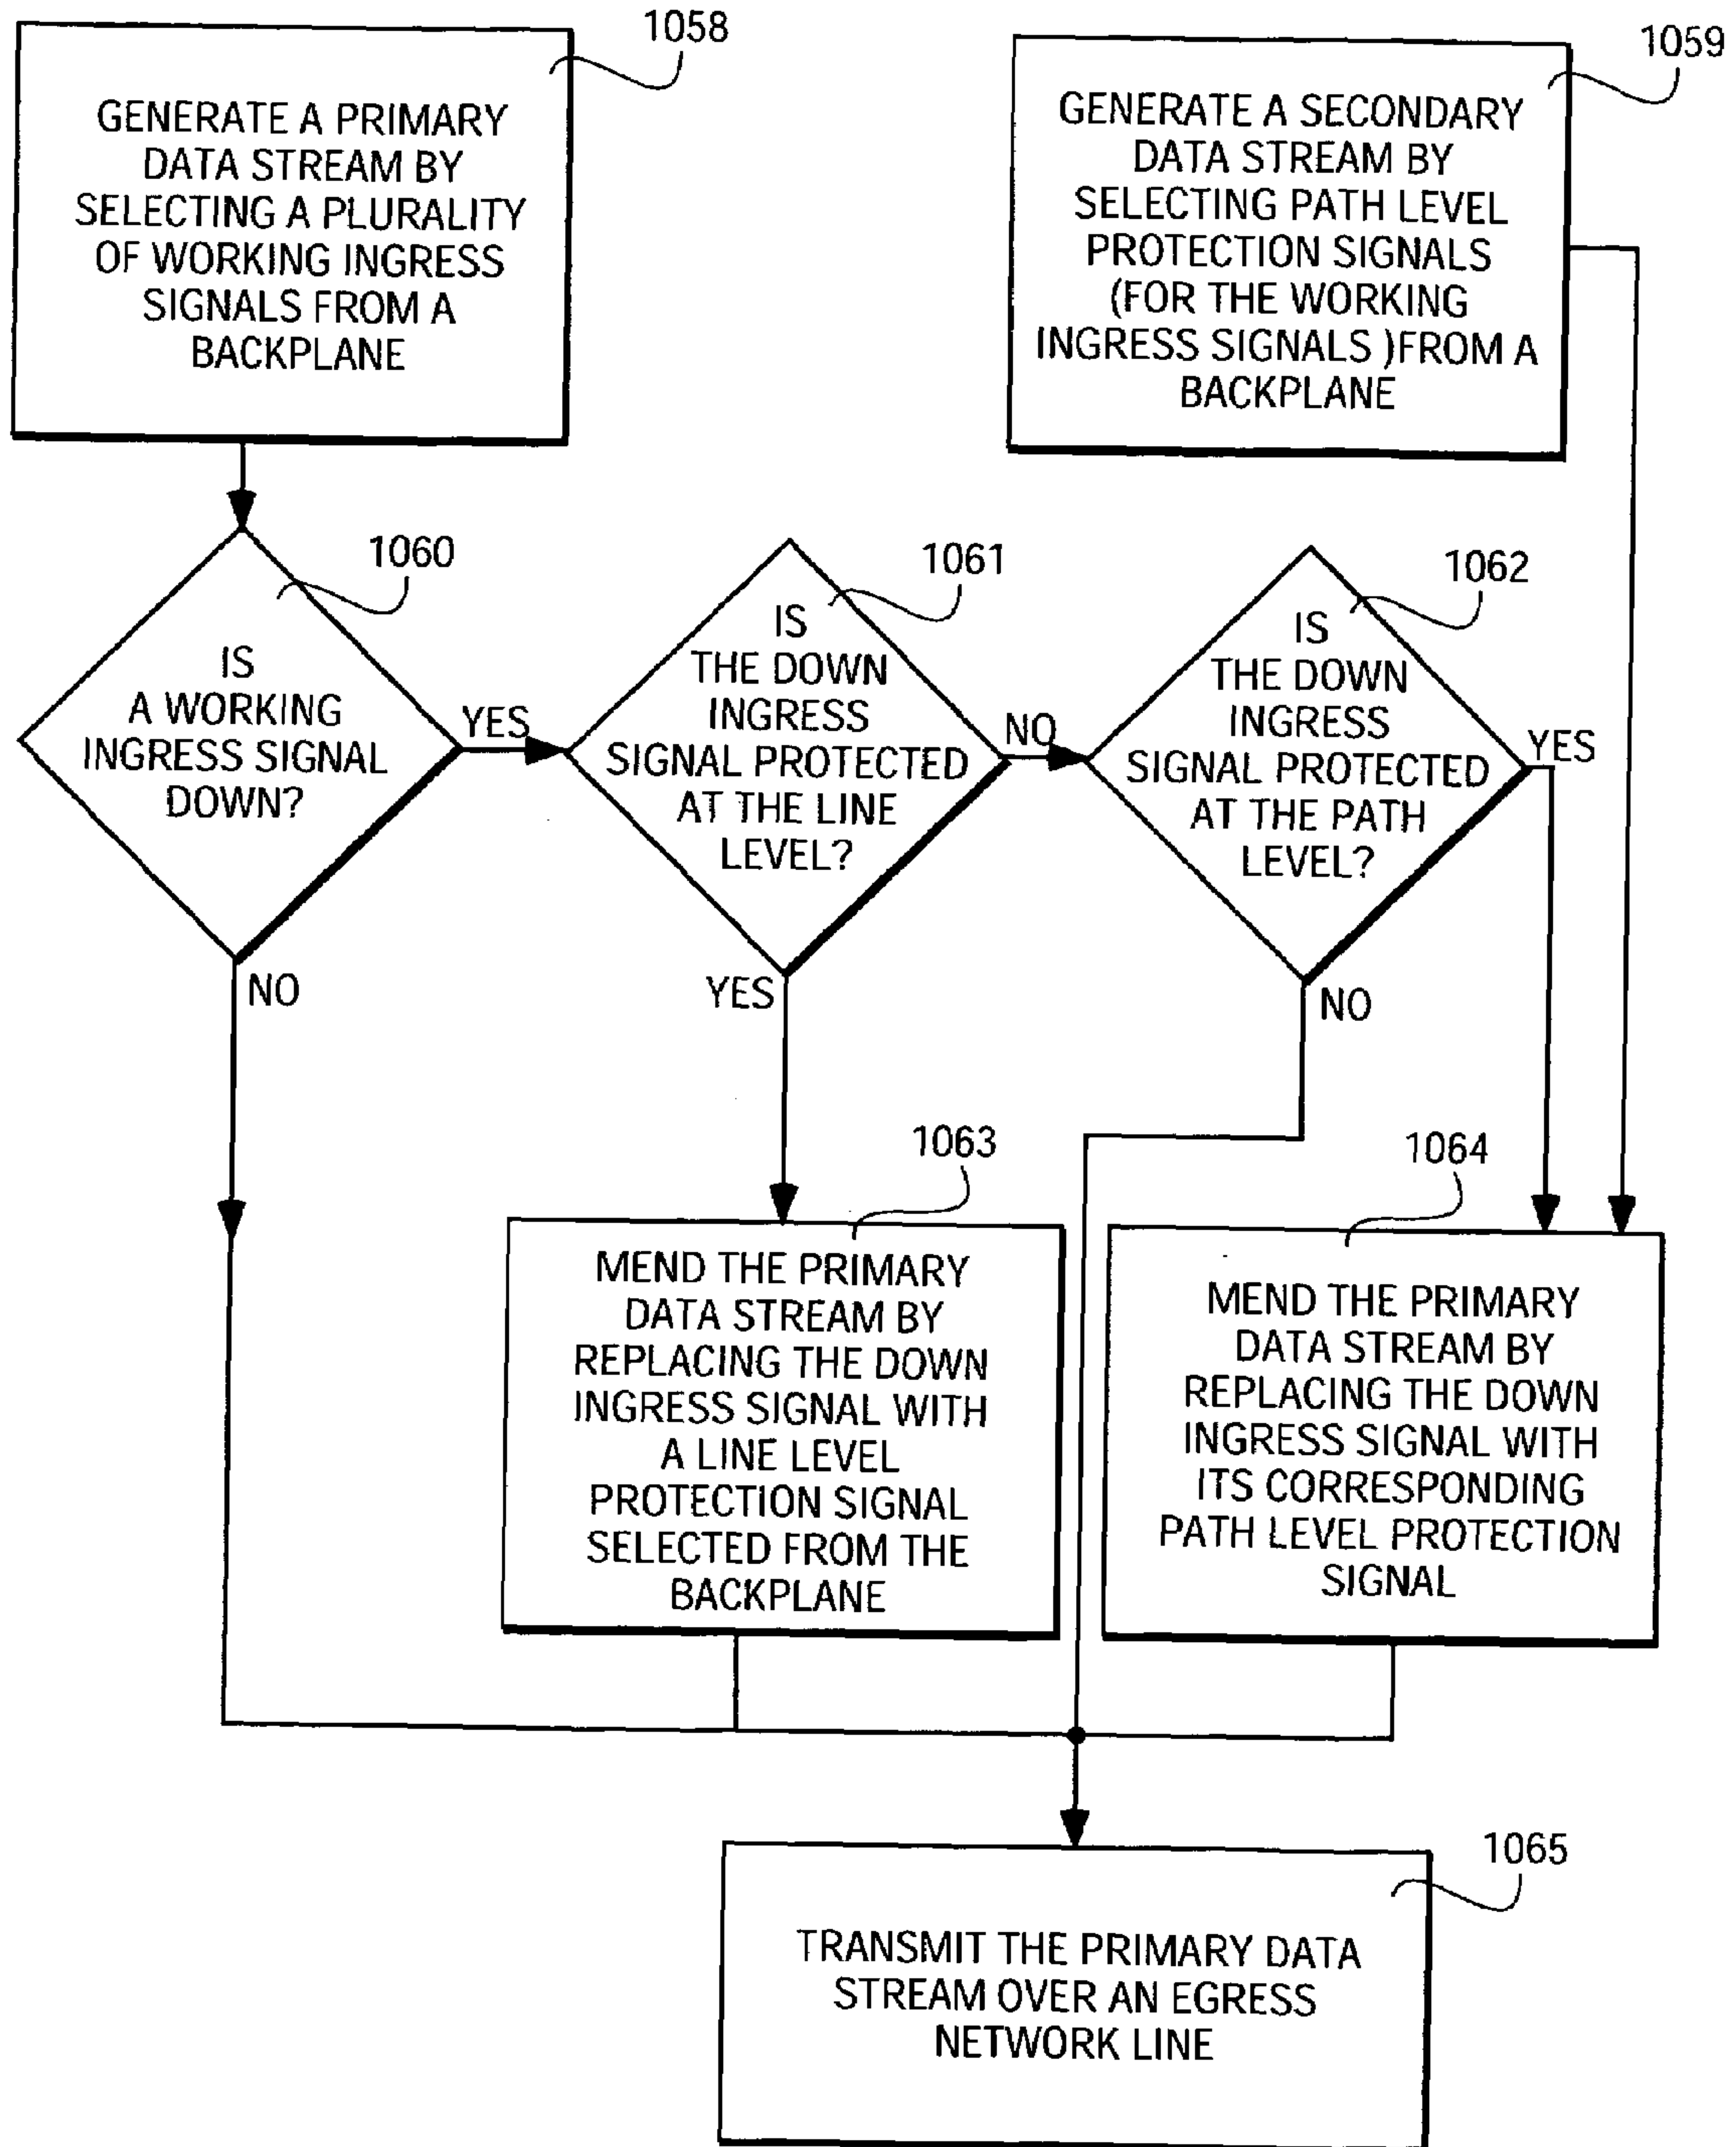 1058
GENERATE A PRIMARY
DATA STREAM BY
SELECTING A PLURALITY
OF WORKING INGRESS
SIGNALS FROM A
BACKPLANE
1059
GENERATE A SECONDARY
DATA STREAM BY
SELECTING PATH LEVEL
PROTECTION SIGNALS
(FOR THE WORKING
INGRESS SIGNALS )FROM A
BACKPLANE
1060
IS
A WORKING
INGRESS SIGNAL
DOWN?
YES
NO
1061
IS
THE DOWN
INGRESS
SIGNAL PROTECTED
AT THE LINE
LEVEL?
NO
YES
1062
IS
THE DOWN
INGRESS
SIGNAL PROTECTED
AT THE PATH
LEVEL?
YES
NO
1063
MEND THE PRIMARY
DATA STREAM BY
REPLACING THE DOWN
INGRESS SIGNAL WITH
A LINE LEVEL
PROTECTION SIGNAL
SELECTED FROM THE
BACKPLANE
1064
MEND THE PRIMARY
DATA STREAM BY
REPLACING THE DOWN
INGRESS SIGNAL WITH
ITS CORRESPONDING
PATH LEVEL PROTECTION
SIGNAL
1065
TRANSMIT THE PRIMARY DATA
STREAM OVER AN EGRESS
NETWORK LINE